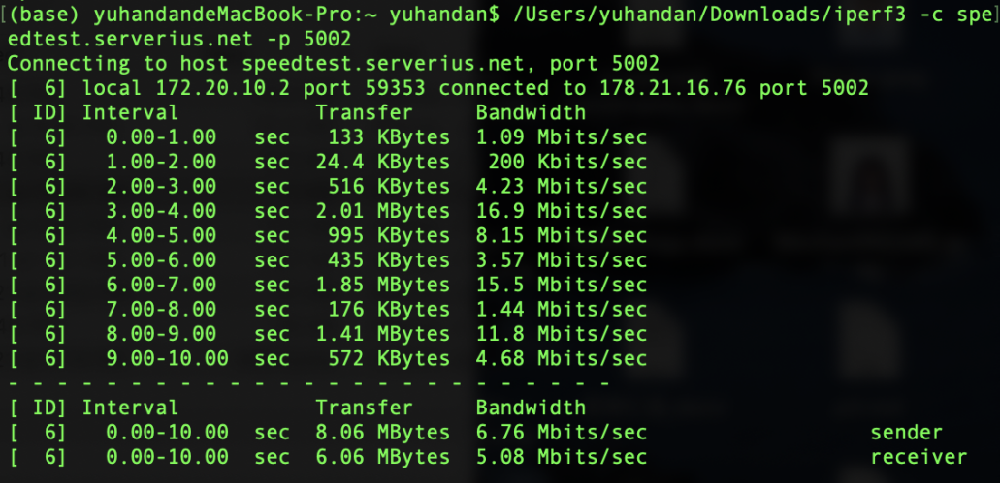 [(base) yuhandandeMacBook-Pro:~ yuhandan$ /Users/yuhandan/Downloads/iperf3 -c spe]
edtest.serverius.net -p 5002
Connecting to host speedtest.serverius.net, port 5002
[  6] local 172.20.10.2 port 59353 connected to 178.21.16.76 port 5002
[ ID] Interval           Transfer     Bandwidth
[  6]   0.00-1.00   sec   133 KBytes  1.09 Mbits/sec
[  6]   1.00-2.00   sec  24.4 KBytes   200 Kbits/sec
[  6]   2.00-3.00   sec   516 KBytes  4.23 Mbits/sec
[  6]   3.00-4.00   sec  2.01 MBytes  16.9 Mbits/sec
[  6]   4.00-5.00   sec   995 KBytes  8.15 Mbits/sec
[  6]   5.00-6.00   sec   435 KBytes  3.57 Mbits/sec
[  6]   6.00-7.00   sec  1.85 MBytes  15.5 Mbits/sec
[  6]   7.00-8.00   sec   176 KBytes  1.44 Mbits/sec
[  6]   8.00-9.00   sec  1.41 MBytes  11.8 Mbits/sec
[  6]   9.00-10.00  sec   572 KBytes  4.68 Mbits/sec
- - - - - - - - - - - - - - - - - - - - - - - - -
[ ID] Interval           Transfer     Bandwidth
[  6]   0.00-10.00  sec  8.06 MBytes  6.76 Mbits/sec                  sender
[  6]   0.00-10.00  sec  6.06 MBytes  5.08 Mbits/sec                  receiver